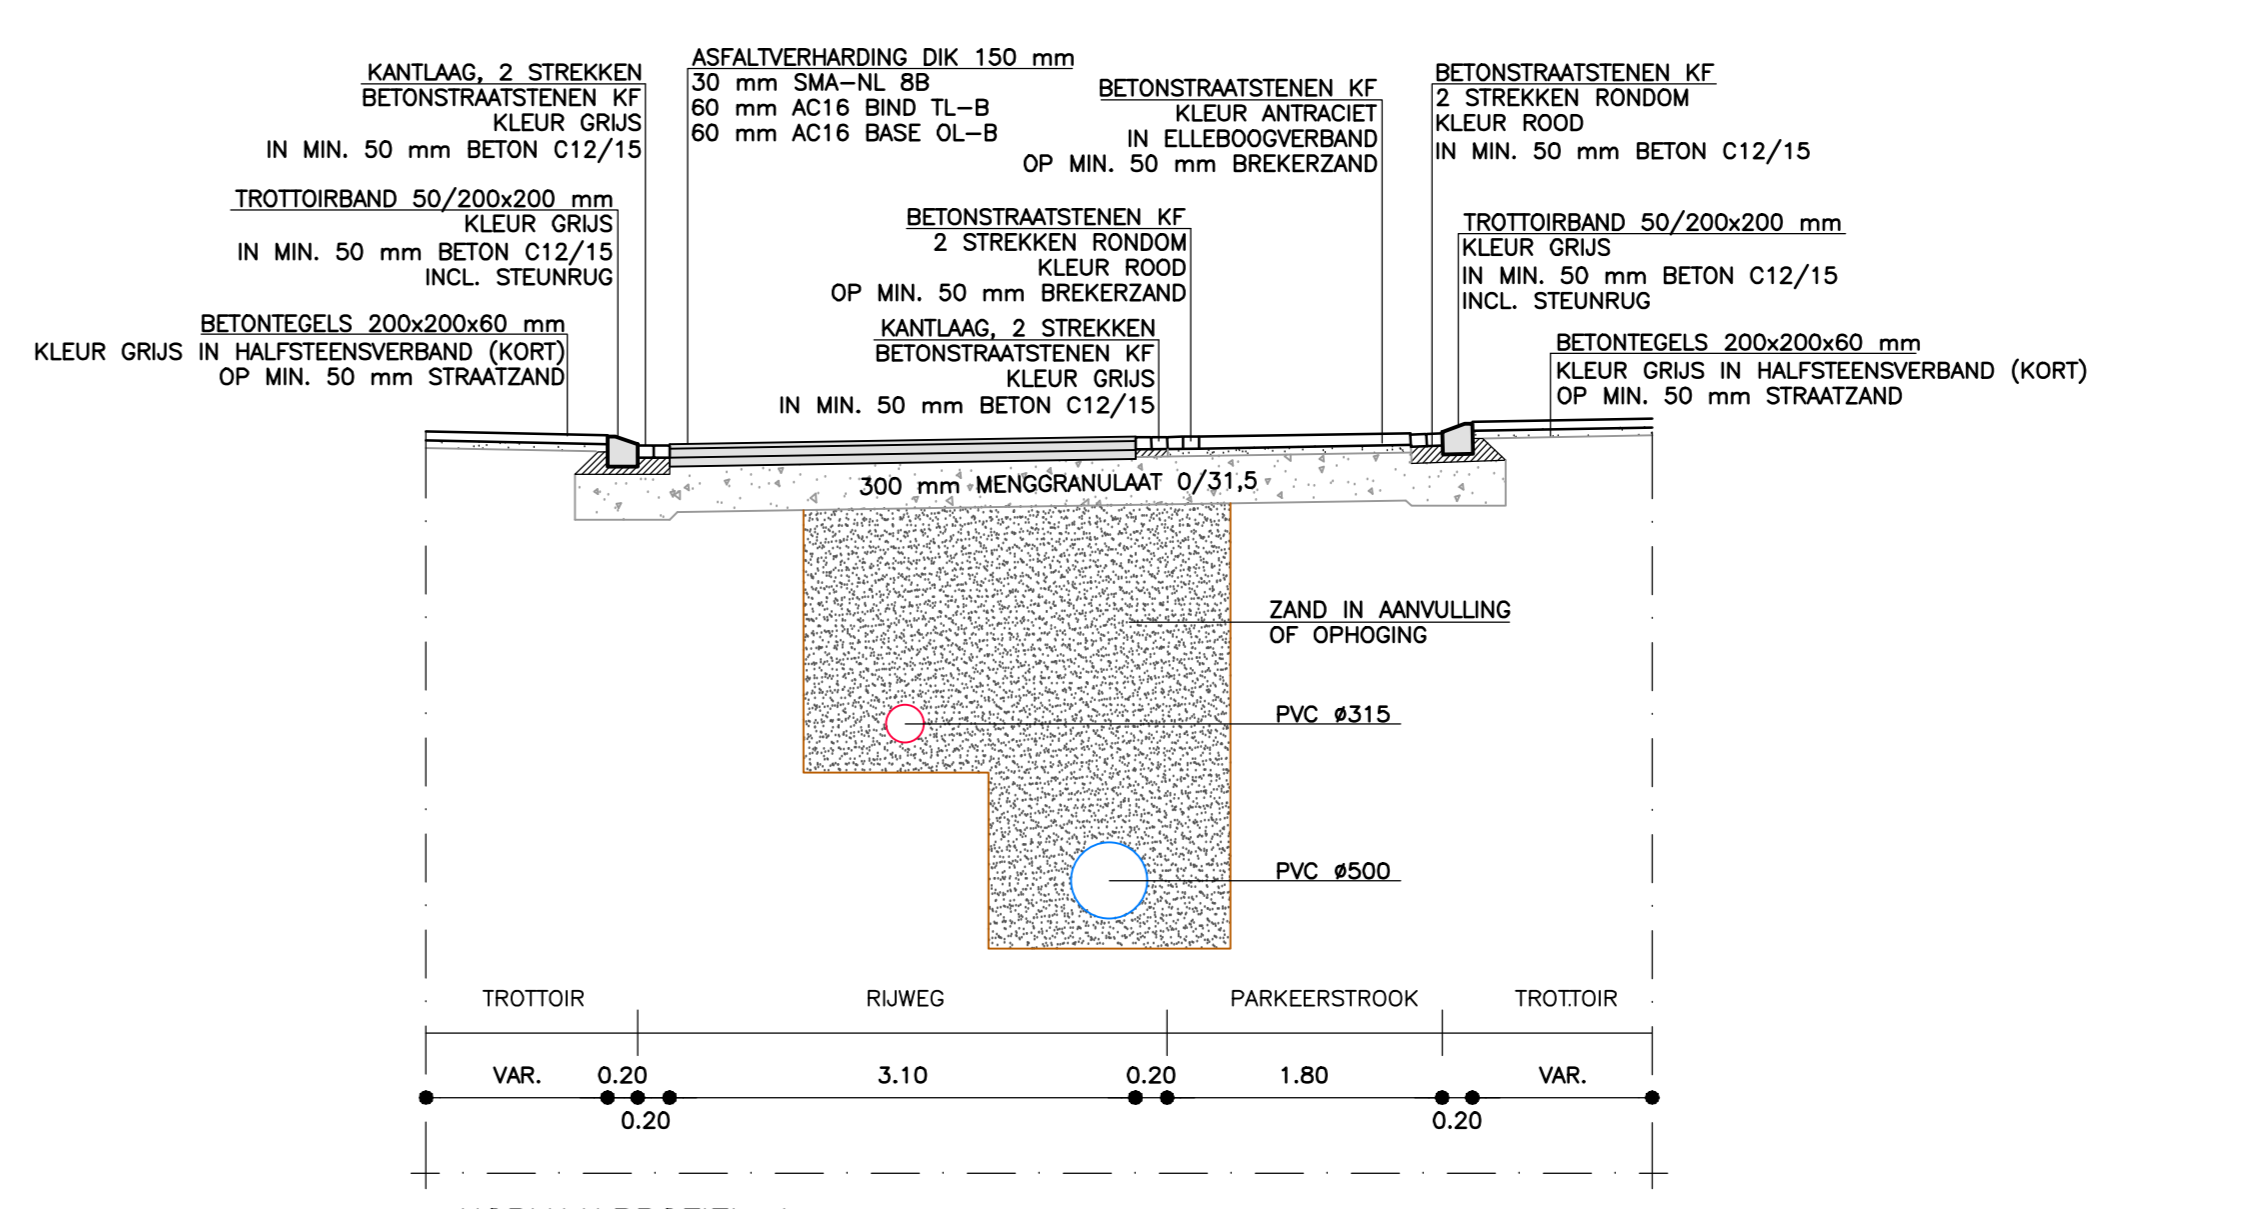 KANTLAAG, 2 STREKKEN
BETONSTRAATSTENEN KF
KLEUR GRIJS
IN MIN. 50 mm BETON C12/15
TROTTOIRBAND 50/200x200 mm
KLEUR GRIJS
IN MIN. 50 mm BETON C12/15
INCL. STEUNRUG
BETONTEGELS 200x200x60 mm
KLEUR GRIJS IN HALFSTEENSVERBAND (KORT)
OP MIN. 50 mm STRAATZAND
ASFALTVERHARDING DIK 150 mm
30 mm SMA-NL 8B
60 mm AC16 BIND TL-B
60 mm AC16 BASE OL-B
BETONSTRAATSTENEN KF
KLEUR ANTRACIET
IN ELLEBOOGVERBAND
OP MIN. 50 mm BREKERZAND
BETONSTRAATSTENEN KF
2 STREKKEN RONDOM
KLEUR ROOD
OP MIN. 50 mm BREKERZAND
KANTLAAG, 2 STREKKEN
BETONSTRAATSTENEN KF
KLEUR GRIJS
IN MIN. 50 mm BETON C12/15
BETONSTRAATSTENEN KF
2 STREKKEN RONDOM
KLEUR ROOD
IN MIN. 50 mm BETON C12/15
TROTTOIRBAND 50/200x200 mm
KLEUR GRIJS
IN MIN. 50 mm BETON C12/15
INCL. STEUNRUG
BETONTEGELS 200x200x60 mm
KLEUR GRIJS IN HALFSTEENSVERBAND (KORT)
OP MIN. 50 mm STRAATZAND
300 mm MENGGRANULAAT 0/31,5
ZAND IN AANVULLING
OF OPHOGING
PVC ø315
PVC ø500
TROTTOIR RIJWEG PARKEERSTROOK TROTTOIR
VAR. 0.20 3.10 0.20 1.80 VAR.
0.20 0.20